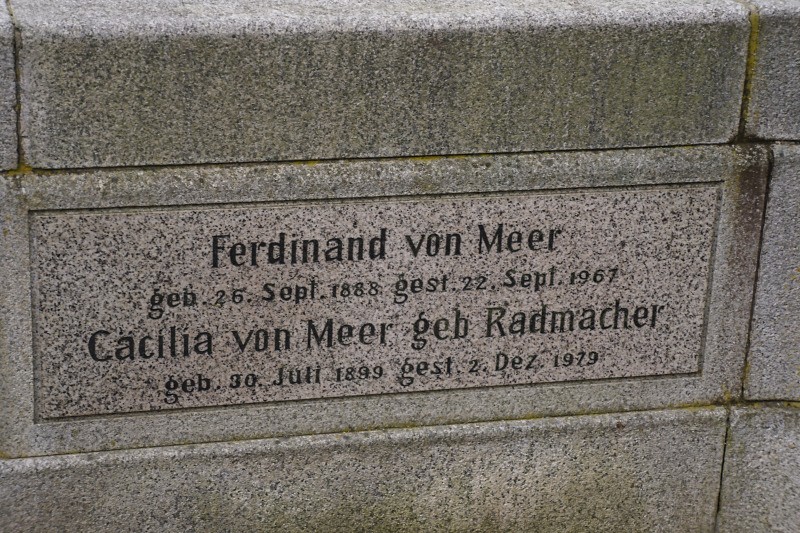 Ferdinand von Meer
geb. 26. Sept. 1888 gest. 22. Sept. 1967
Cäcilia von Meer geb Radmacher
geb. 30. Juli 1899 gest. 2. Dez. 1979